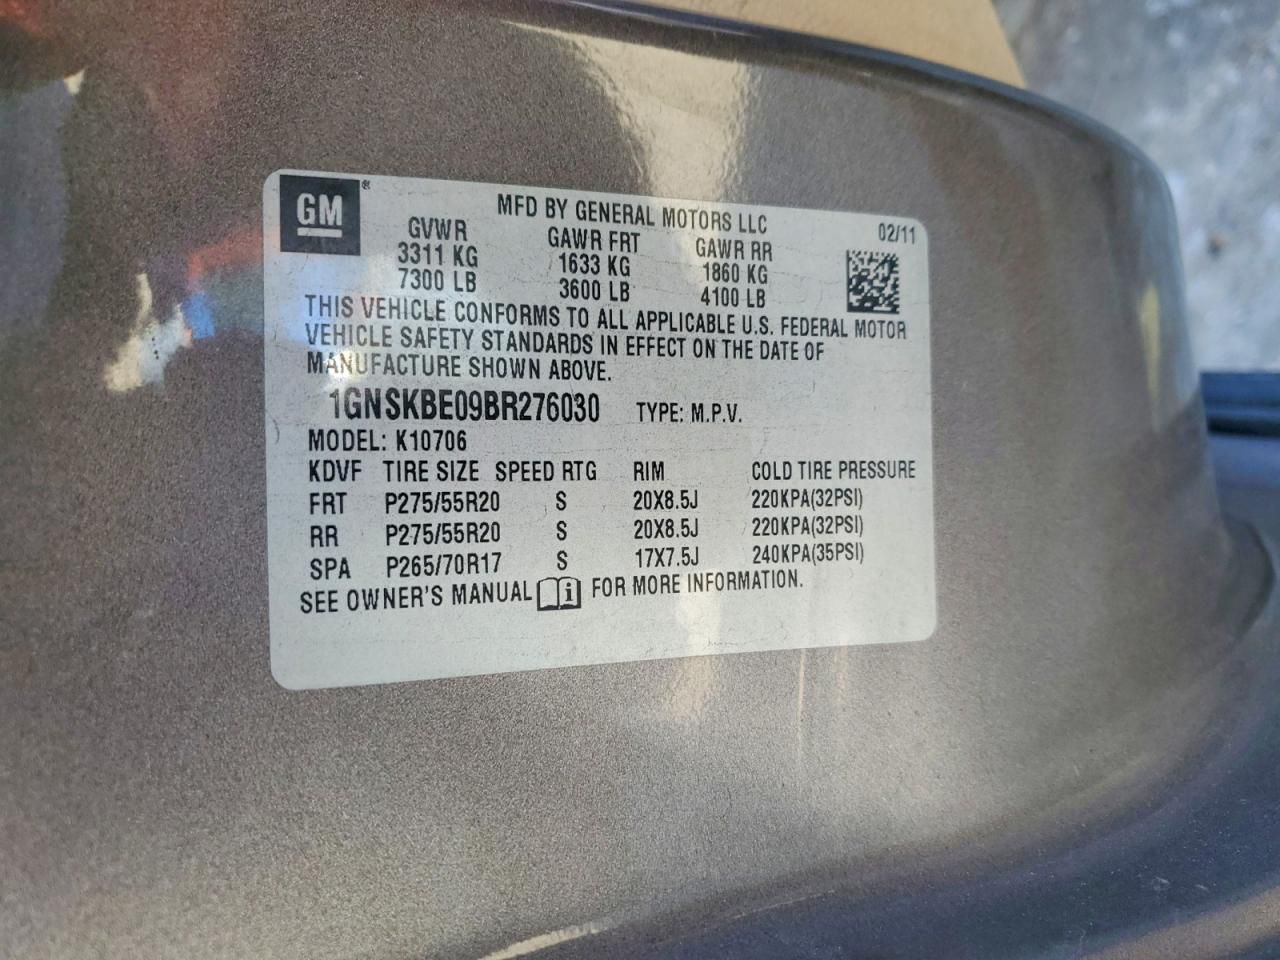 GM®
MFD BY GENERAL MOTORS LLC
02/11
GVWR GAWR FRT GAWR RR
3311 KG 1633 KG 1860 KG
7300 LB 3600 LB 4100 LB
THIS VEHICLE CONFORMS TO ALL APPLICABLE U.S. FEDERAL MOTOR
VEHICLE SAFETY STANDARDS IN EFFECT ON THE DATE OF
MANUFACTURE SHOWN ABOVE.
1GNSKBE09BR276030 TYPE: M.P.V.
MODEL: K10706
KDVF TIRE SIZE SPEED RTG RIM COLD TIRE PRESSURE
FRT P275/55R20 S 20X8.5J 220KPA(32PSI)
RR P275/55R20 S 20X8.5J 220KPA(32PSI)
SPA P265/70R17 S 17X7.5J 240KPA(35PSI)
SEE OWNER'S MANUAL i FOR MORE INFORMATION.